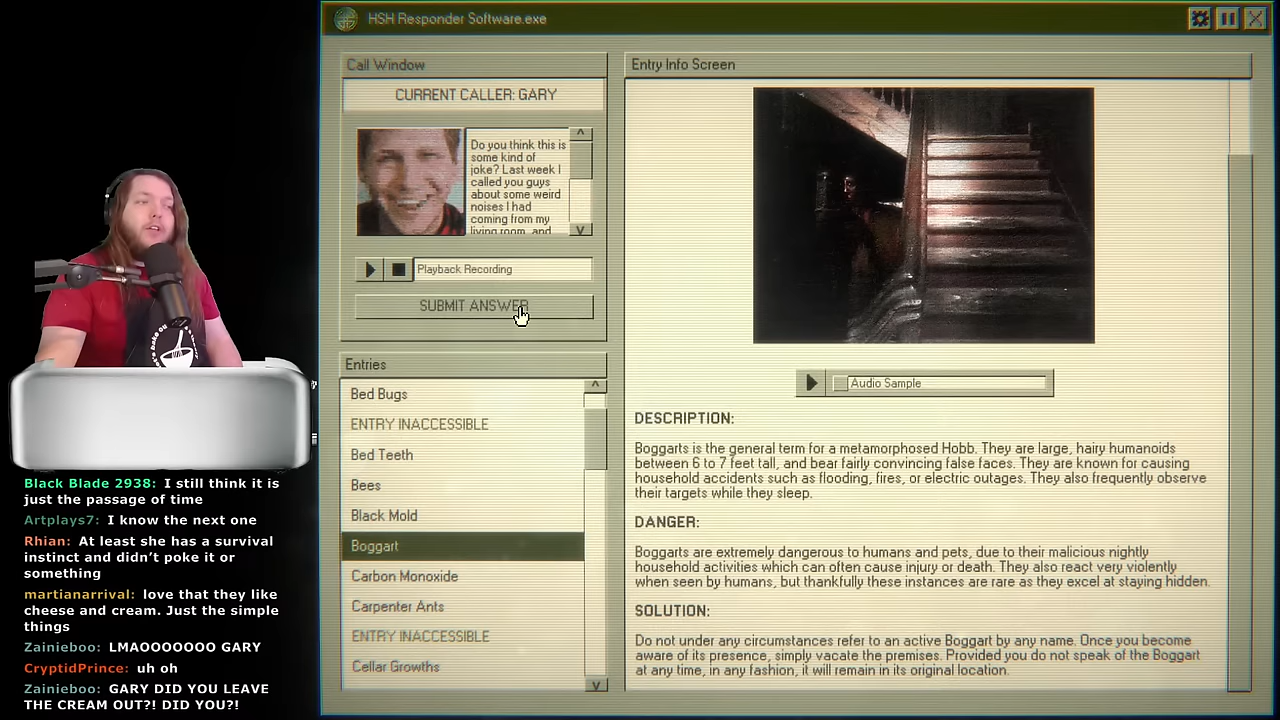 HSH Responder Software.exe
Call Window
CURRENT CALLER: GARY
Do you think this is
some kind of
joke? Last week I
called you guys
about some weird
noises I had
coming from my
living room, and
Playback Recording
SUBMIT ANSWER
Entries
Bed Bugs
ENTRY INACCESSIBLE
Bed Teeth
Bees
Black Mold
Boggart
Carbon Monoxide
Carpenter Ants
ENTRY INACCESSIBLE
Cellar Growths
Entry Info Screen
Audio Sample
DESCRIPTION:
Boggarts is the general term for a metamorphosed Hobb. They are large, hairy humanoids
between 6 to 7 feet tall, and bear fairly convincing false faces. They are known for causing
household accidents such as flooding, fires, or electric outages. They also frequently observe
their targets while they sleep.
DANGER:
Boggarts are extremely dangerous to humans and pets, due to their malicious nightly
household activities which can often cause injury or death. They also react very violently
when seen by humans, but thankfully these instances are rare as they excel at staying hidden.
SOLUTION:
Do not under any circumstances refer to an active Boggart by any name. Once you become
aware of its presence, simply vacate the premises. Provided you do not speak of the Boggart
at any time, in any fashion, it will remain in its original location.
Black Blade 2938: I still think it is
just the passage of time
Artplays7: I know the next one
Rhian: At least she has a survival
instinct and didn't poke it or
something
martianarrival: love that they like
cheese and cream. Just the simple
things
Zainieboo: LMAOOOOOO GARY
CryptidPrince: uh oh
Zainieboo: GARY DID YOU LEAVE
THE CREAM OUT?! DID YOU?!